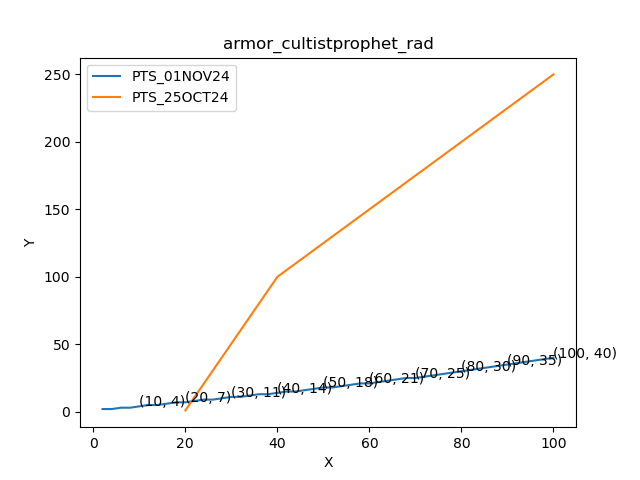 armor_cultistprophet_rad
PTS_01NOV24
PTS_25OCT24
Y
250
200
150
100
50
0
(10, 4)
(20, 7)
(30, 11)
(40, 14)
(50, 18)
(60, 21)
(70, 25)
(80, 30)
(90, 35)
(100, 40)
0 20 40 60 80 100
X